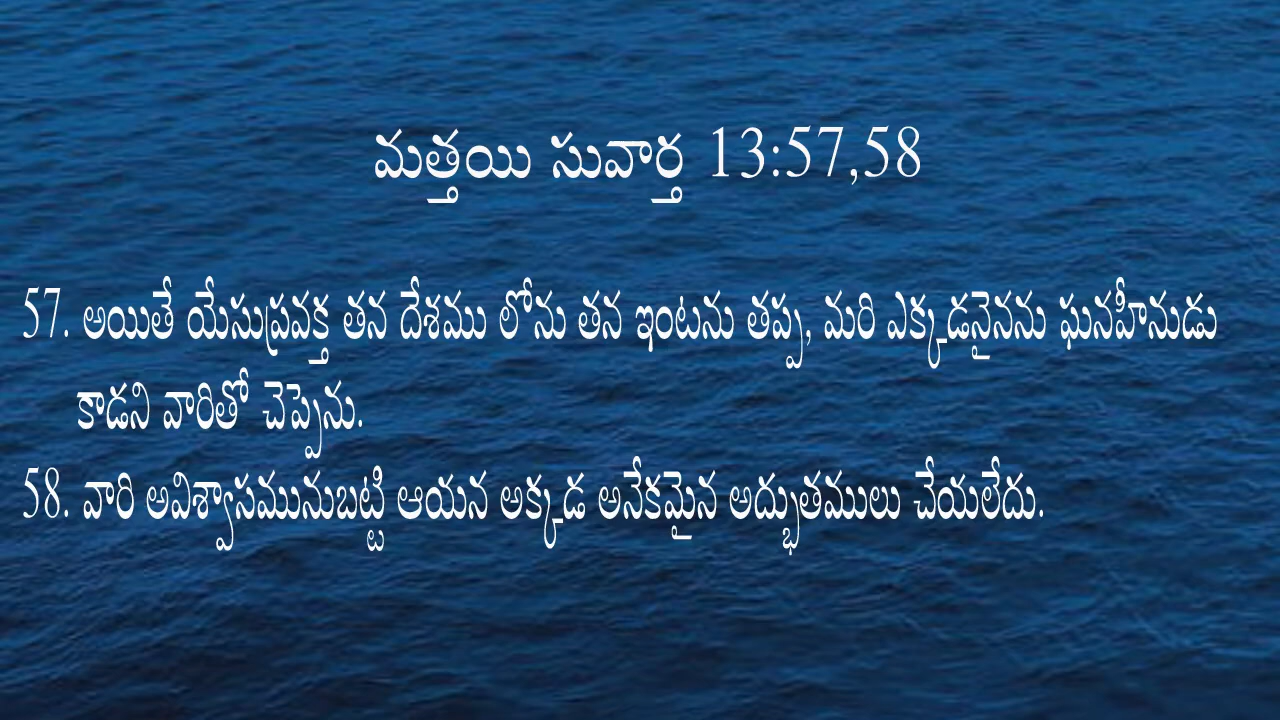 మత్తయి సువార్త 13:57,58
57. అయితే యేసుప్రవక్త తన దేశము లోను తన ఇంటను తప్ప, మరి ఎక్కడనైనను ఘనహీనుడు
కాడని వారితో చెప్పెను.
58. వారి అవిశ్వాసమునుబట్టి ఆయన అక్కడ అనేకమైన అద్భుతములు చేయలేదు.